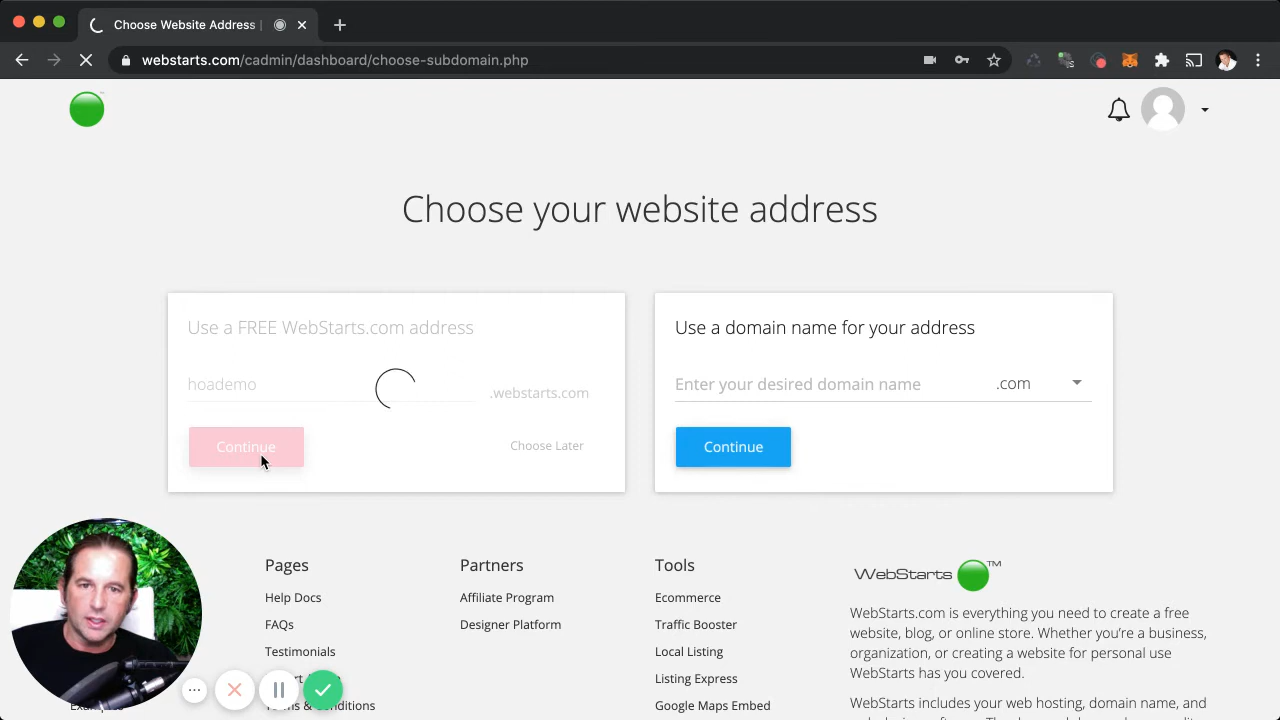 Choose Website Address |
webstarts.com/cadmin/dashboard/choose-subdomain.php
Choose your website address
Use a FREE WebStarts.com address
hoademo
.webstarts.com
Continue
Choose Later
Use a domain name for your address
Enter your desired domain name
.com
Continue
Pages
Help Docs
FAQs
Testimonials
Terms & Conditions
Partners
Affiliate Program
Designer Platform
Tools
Ecommerce
Traffic Booster
Local Listing
Listing Express
Google Maps Embed
WebStarts™
WebStarts.com is everything you need to create a free
website, blog, or online store. Whether you're a business,
organization, or creating a website for personal use
WebStarts has you covered.
WebStarts includes your web hosting, domain name, and